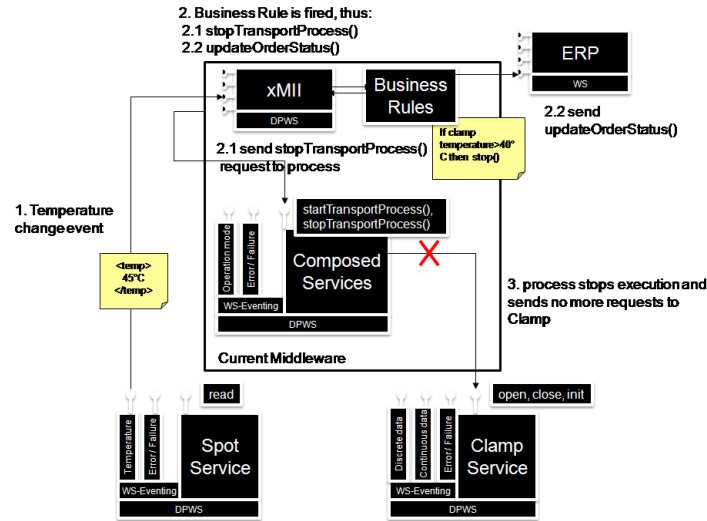 2. Business Rule is fired, thus:
2.1 stopTransportProcess()
2.2 updateOrderStatus()
ERP
WS
xMII
DPWS
Business
Rules
2.2 send
updateOrderStatus()
If clamp
temperature>40°
C then stop()
2.1 send stopTransportProcess()
request to process
1. Temperature
change event
<temp>
45°C
</temp>
startTransportProcess(),
stopTransportProcess()
Operation mode
Error / Failure
Composed
Services
WS-Eventing
DPWS
3. process stops execution and
sends no more requests to
Clamp
Current Middleware
read
Temperature
Error / Failure
Spot
Service
WS-Eventing
DPWS
open, close, init
Discrete data
Continuous data
Error / Failure
Clamp
Service
WS-Eventing
DPWS